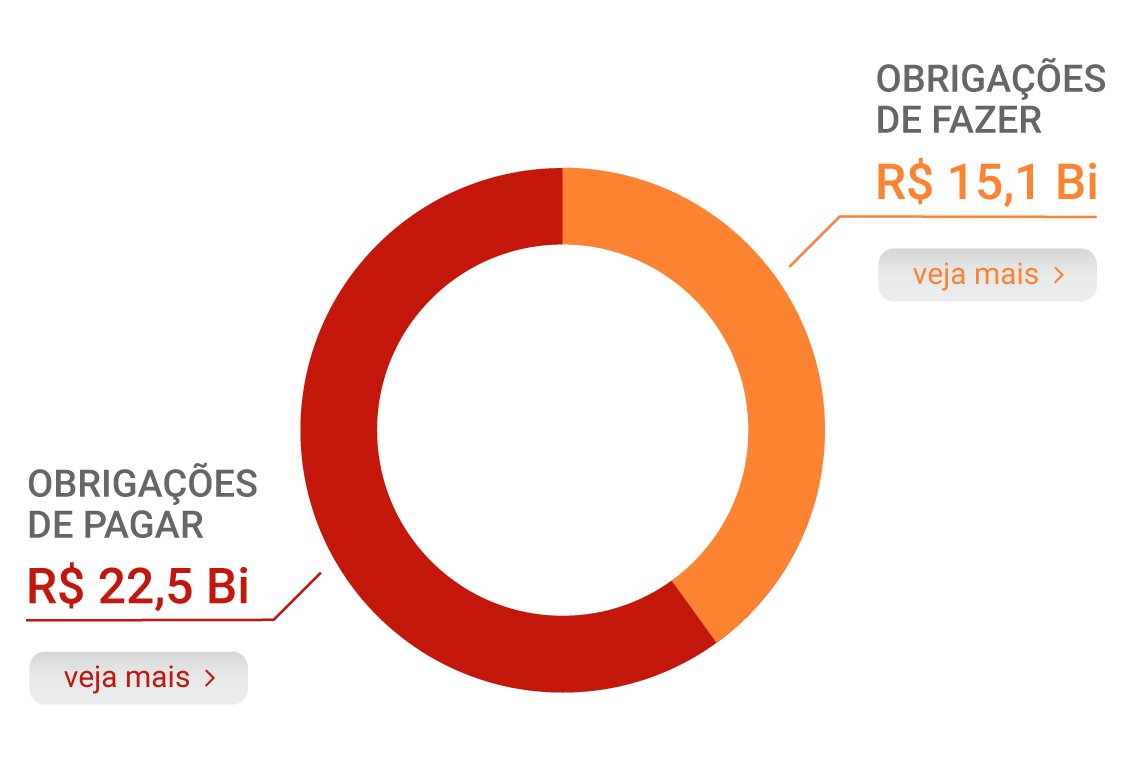 OBRIGAÇÕES
DE FAZER
R$ 15,1 Bi
veja mais >
OBRIGAÇÕES
DE PAGAR
R$ 22,5 Bi
veja mais >